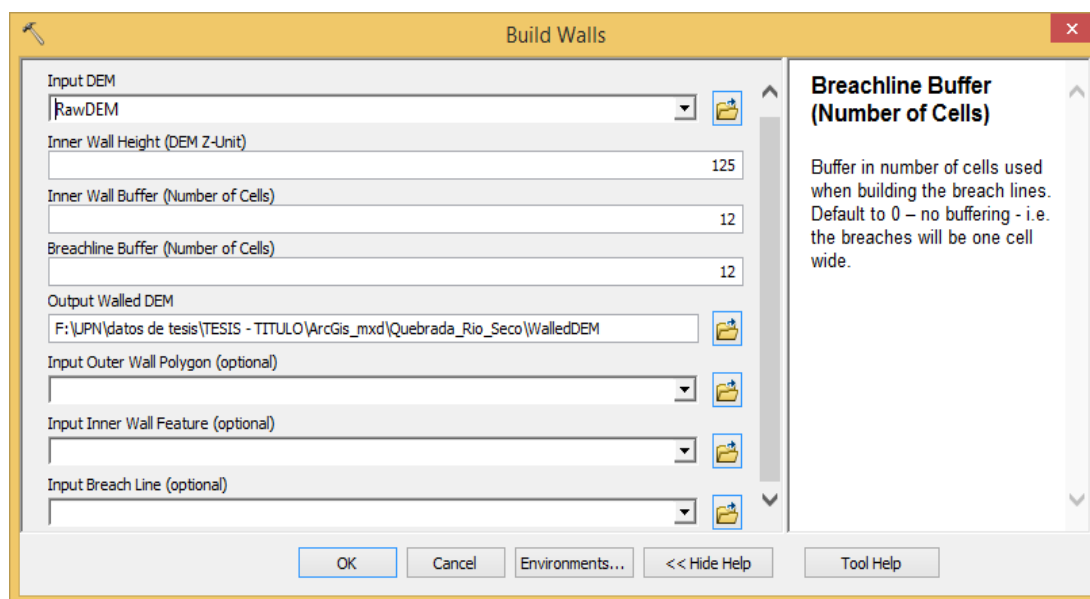 Build Walls
Input DEM
RawDEM
Inner Wall Height (DEM Z-Unit)
125
Inner Wall Buffer (Number of Cells)
12
Breachline Buffer (Number of Cells)
12
Output Walled DEM
F:\UPN\datos de tesis\TESIS - TITULO\ArcGis_mxd\Quebrada_Rio_Seco\WalledDEM
Input Outer Wall Polygon (optional)
Input Inner Wall Feature (optional)
Input Breach Line (optional)
Breachline Buffer
(Number of Cells)
Buffer in number of cells used
when building the breach lines.
Default to 0 – no buffering - i.e.
the breaches will be one cell
wide.
OK Cancel Environments... << Hide Help Tool Help